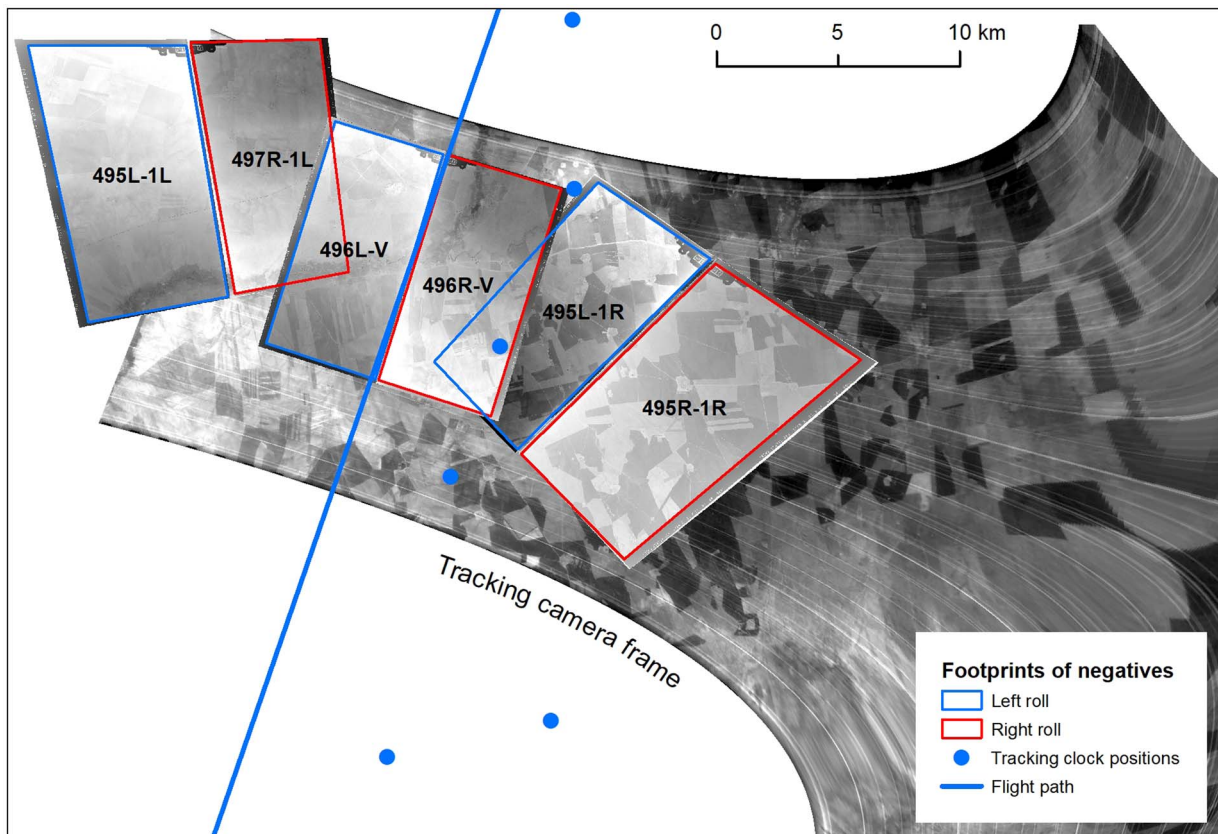 0 5 10 km
495L-1L
497R-1L
496L-V
496R-V
495L-1R
495R-1R
Tracking camera frame
Footprints of negatives
Left roll
Right roll
Tracking clock positions
Flight path